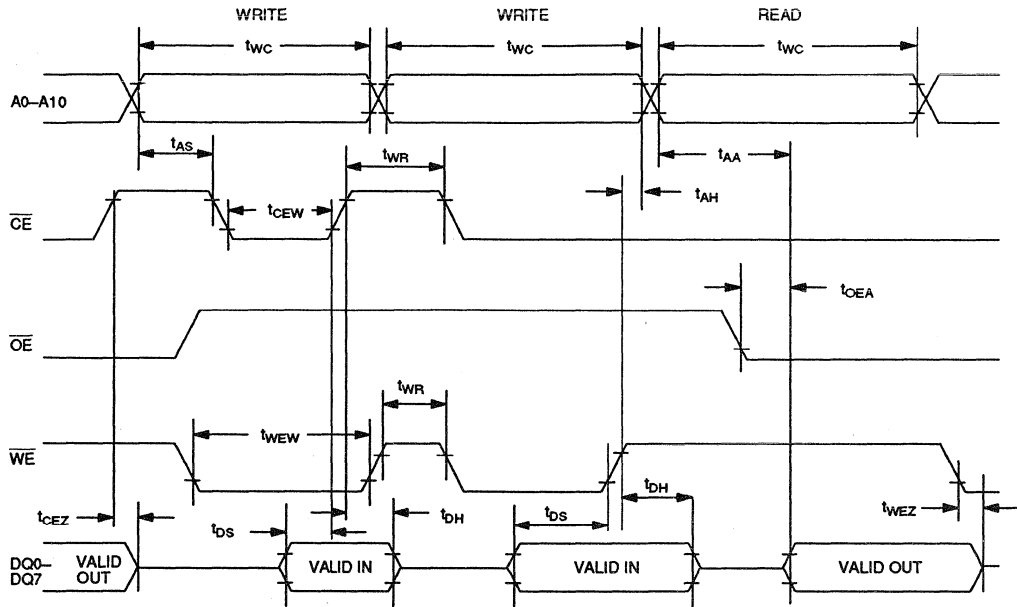 WRITE WRITE READ
tWC tWC tWC
A0–A10
tAS tWR tAA
tAH
CE tCEW
tOEA
OE
tWR
tWEW
WE
tCEZ tDS tDH tDS tDH tWEZ
DQ0–
DQ7
VALID
OUT
VALID IN VALID IN VALID OUT